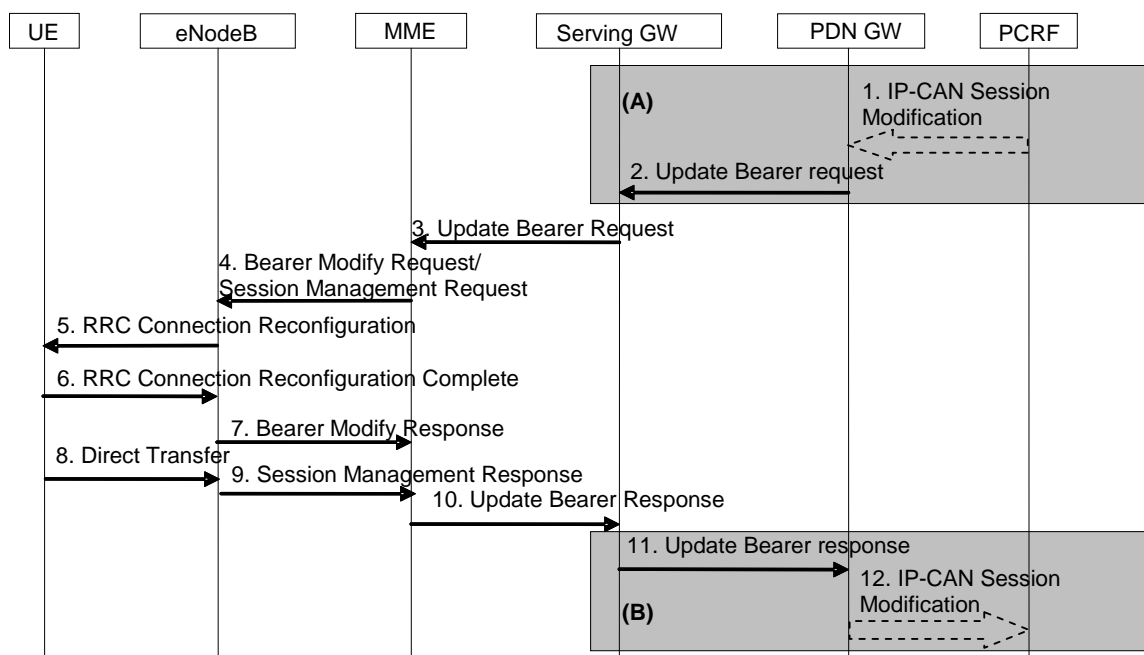 UE eNodeB MME Serving GW PDN GW PCRF
(A)
1. IP-CAN Session
Modification
2. Update Bearer request
3. Update Bearer Request
4. Bearer Modify Request/
Session Management Request
5. RRC Connection Reconfiguration
6. RRC Connection Reconfiguration Complete
7. Bearer Modify Response
8. Direct Transfer
9. Session Management Response
10. Update Bearer Response
11. Update Bearer response
12. IP-CAN Session
Modification
(B)